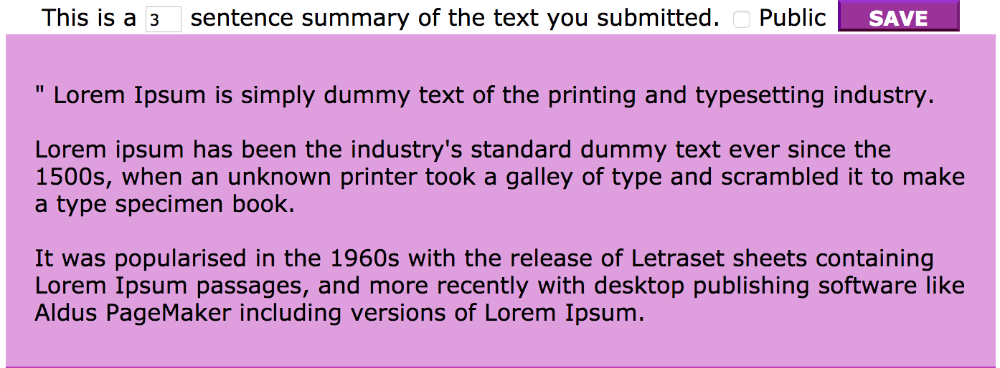 This is a 3 sentence summary of the text you submitted. Public SAVE
" Lorem Ipsum is simply dummy text of the printing and typesetting industry.
Lorem ipsum has been the industry's standard dummy text ever since the
1500s, when an unknown printer took a galley of type and scrambled it to make
a type specimen book.
It was popularised in the 1960s with the release of Letraset sheets containing
Lorem Ipsum passages, and more recently with desktop publishing software like
Aldus PageMaker including versions of Lorem Ipsum.